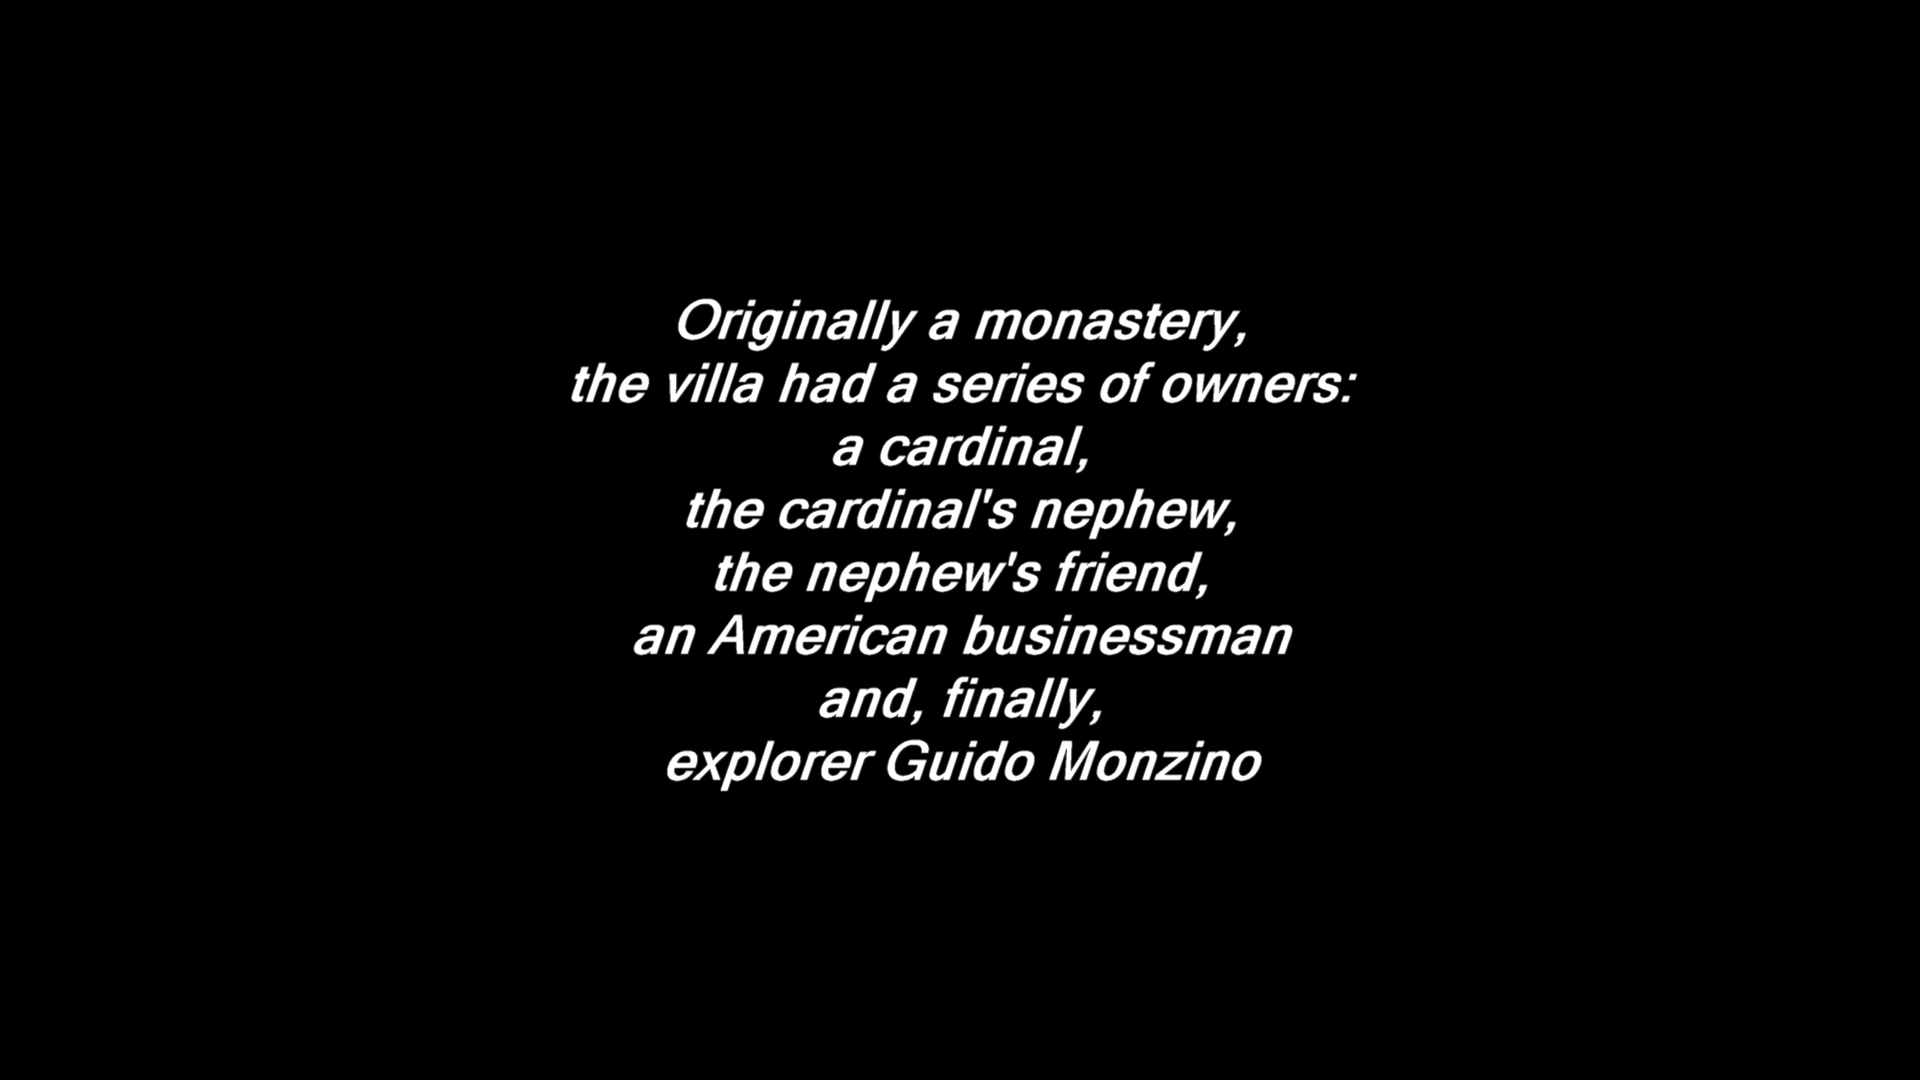 Originally a monastery,
the villa had a series of owners:
a cardinal,
the cardinal's nephew,
the nephew's friend,
an American businessman
and, finally,
explorer Guido Monzino